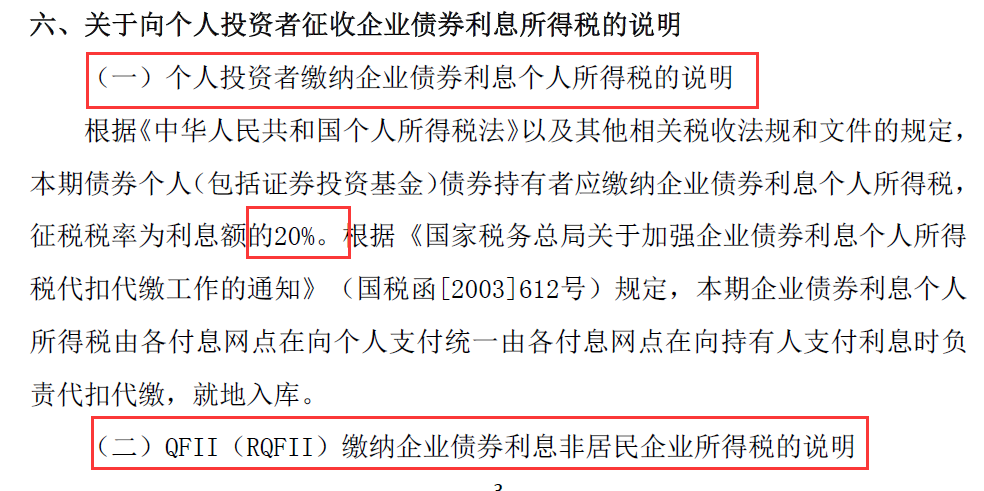 六、关于向个人投资者征收企业债券利息所得税的说明
（一）个人投资者缴纳企业债券利息个人所得税的说明
根据《中华人民共和国个人所得税法》以及其他相关税收法规和文件的规定，
本期债券个人（包括证券投资基金）债券持有者应缴纳企业债券利息个人所得税，
征税税率为利息额的20%。根据《国家税务总局关于加强企业债券利息个人所得
税代扣代缴工作的通知》（国税函[2003]612号）规定，本期企业债券利息个人
所得税由各付息网点在向个人支付统一由各付息网点在向持有人支付利息时负
责代扣代缴，就地入库。
（二）QFII（RQFII）缴纳企业债券利息非居民企业所得税的说明